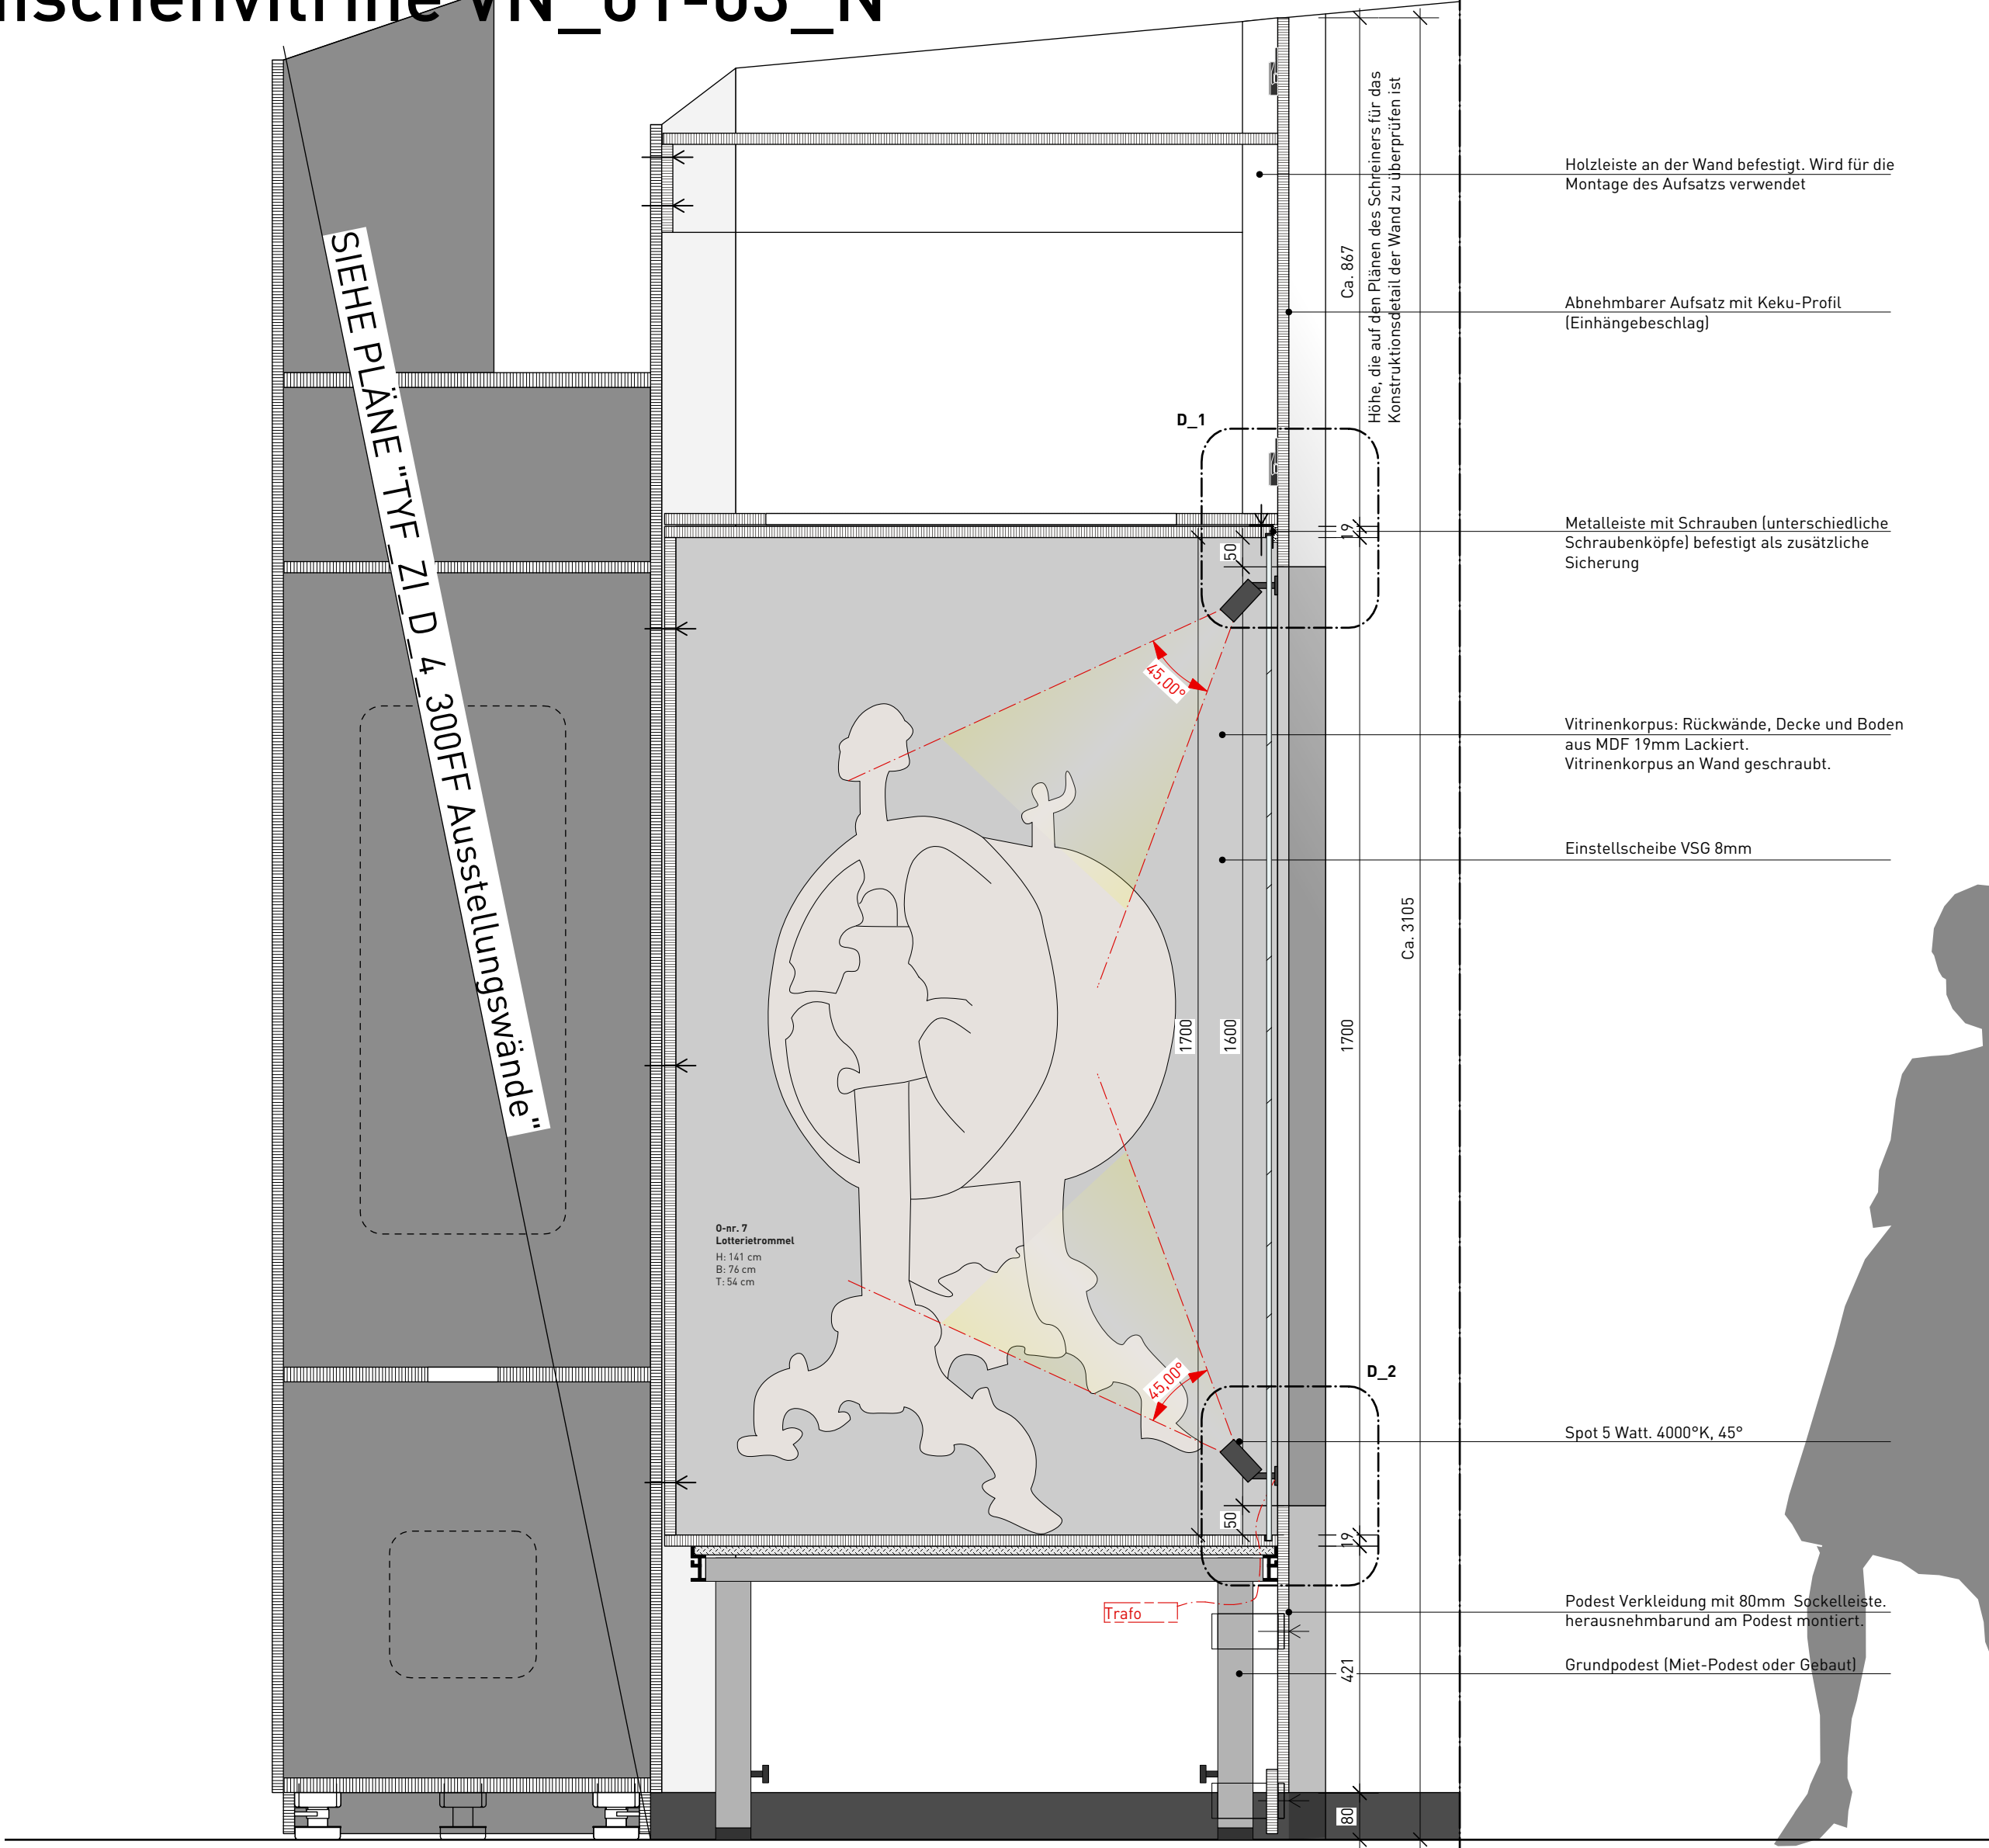 VN_01-03_N
SIEHE PLÄNE "TYF_ZI_D_4_300FF Ausstellungswände"
Ca. 867
Höhe, die auf den Plänen des Schreiners für das
Konstruktionsdetail der Wand zu überprüfen ist
Holzleiste an der Wand befestigt. Wird für die
Montage des Aufsatzs verwendet
Abnehmbarer Aufsatz mit Keku-Profil
(Einhängebeschlag)
D_1
19
50
Metalleiste mit Schrauben (unterschiedliche
Schraubenköpfe) befestigt als zusätzliche
Sicherung
45,00°
Vitrinenkorpus: Rückwände, Decke und Boden
aus MDF 19mm Lackiert.
Vitrinenkorpus an Wand geschraubt.
Einstellscheibe VSG 8mm
Ca. 3105
1700
1600
1700
O-nr. 7
Lotterietrommel
H: 141 cm
B: 76 cm
T: 54 cm
45,00°
D_2
Spot 5 Watt. 4000°K, 45°
50
19
Trafo
Podest Verkleidung mit 80mm  Sockelleiste.
herausnehmbarund am Podest montiert.
421
Grundpodest (Miet-Podest oder Gebaut)
80